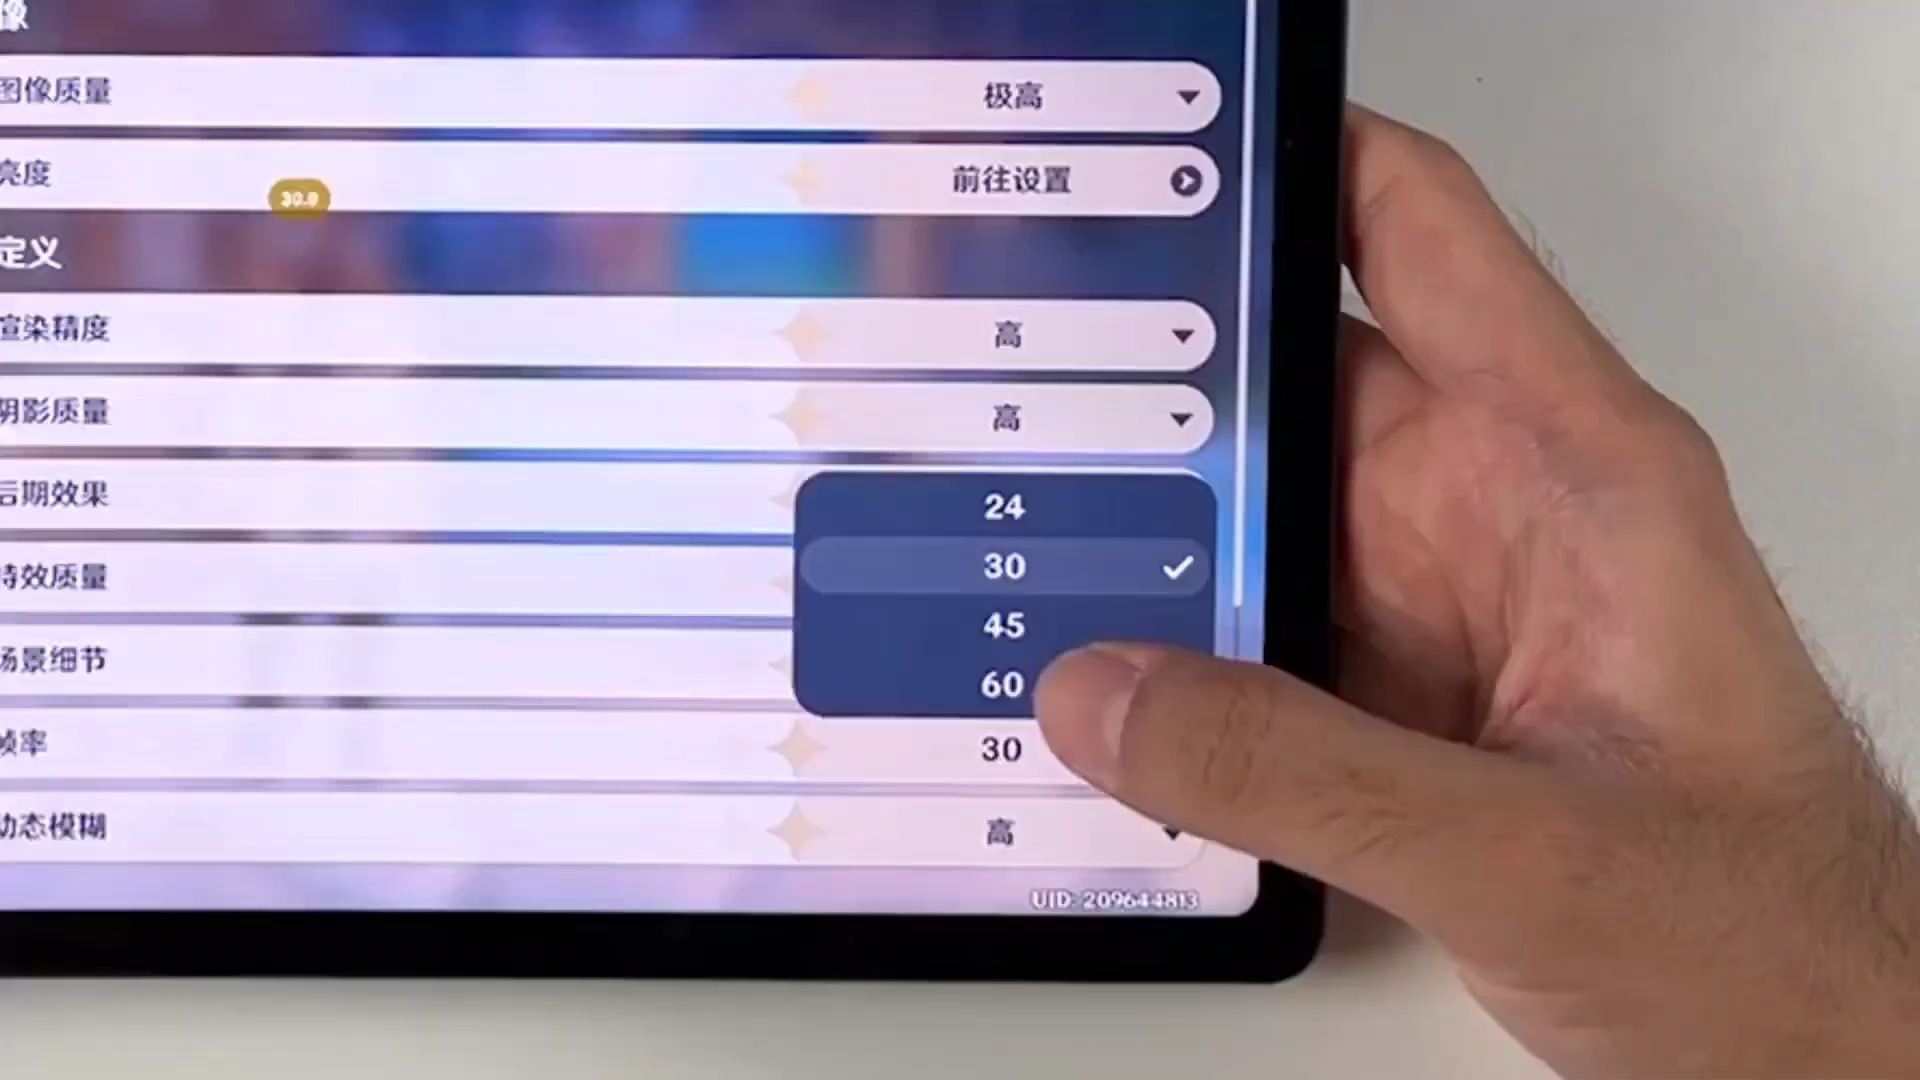 像
图像质量 极高
亮度 前往设置
30.0
定义
渲染精度 高
阴影质量 高
后期效果
24
30
特效质量
45
场景细节
60
帧率 30
动态模糊 高
UID: 209644813